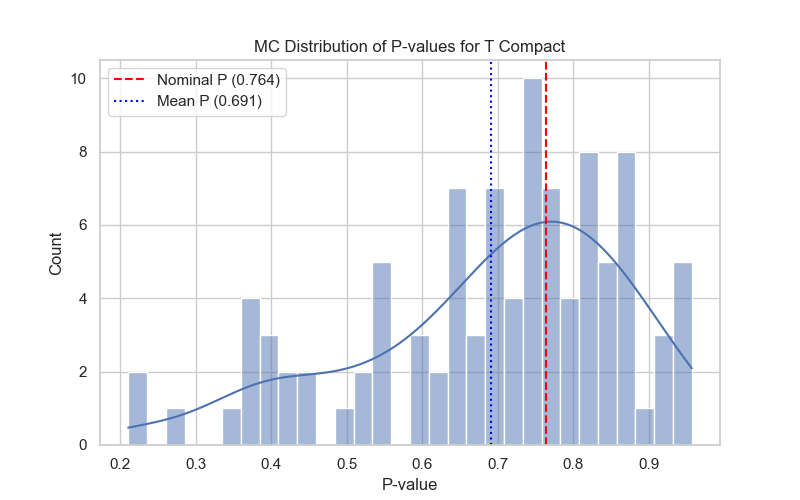 MC Distribution of P-values for T Compact
Nominal P (0.764)
Mean P (0.691)
Count
10
8
6
4
2
0
0.2 0.3 0.4 0.5 0.6 0.7 0.8 0.9
P-value